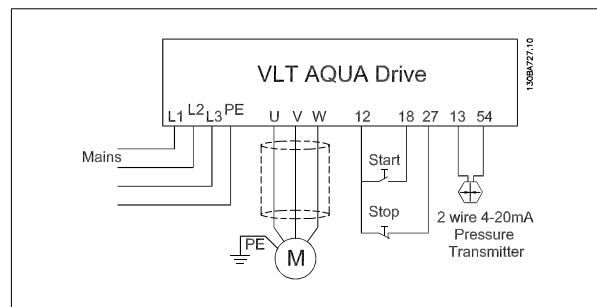 130BA727.10
VLT AQUA Drive
L1 L2 L3 PE U V W 12 18 27 13 54
Mains
Start
Stop
PE
M
2 wire 4-20mA
Pressure
Transmitter